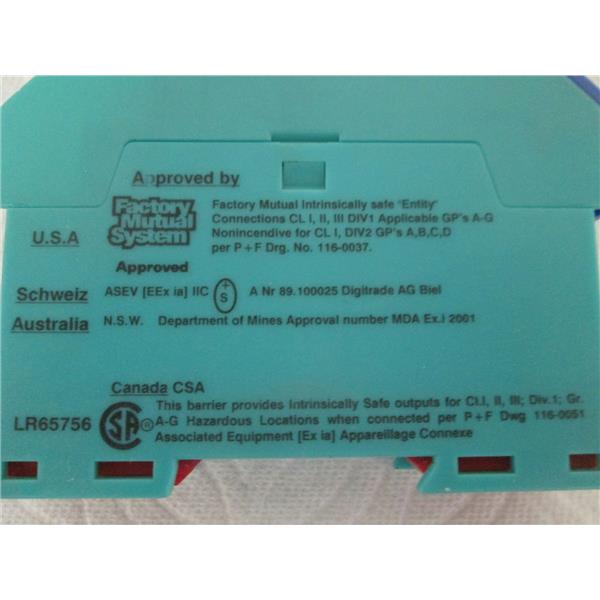 Approved by
Factory Mutual System
Approved
U.S.A
Factory Mutual Intrinsically safe "Entity"
Connections CL I, II, III DIV1 Applicable GP's A-G
Nonincendive for CL I, DIV2 GP's A,B,C,D
per P+F Drg. No. 116-0037.
Schweiz ASEV [EEx ia] IIC +S A Nr 89.100025 Digitrade AG Biel
Australia N.S.W. Department of Mines Approval number MDA Ex.i 2001
Canada CSA
LR65756 SA®
This barrier provides Intrinsically Safe outputs for Cl.I, II, III; Div.1; Gr.
A-G Hazardous Locations when connected per P+F Dwg 116-0051
Associated Equipment [Ex ia] Appareillage Connexe